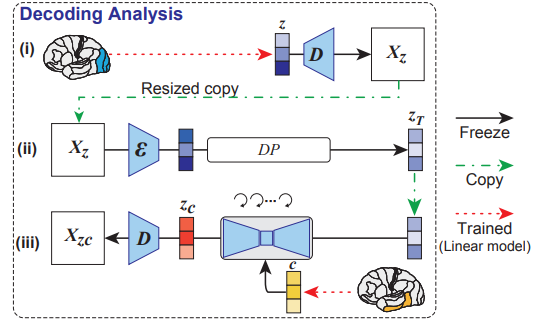 Decoding Analysis
(i)
z
D
Xz
Resized copy
(ii)
Xz
ε
DP
zT
Freeze
Copy
Trained
(Linear model)
(iii)
Xzc
D
zc
c